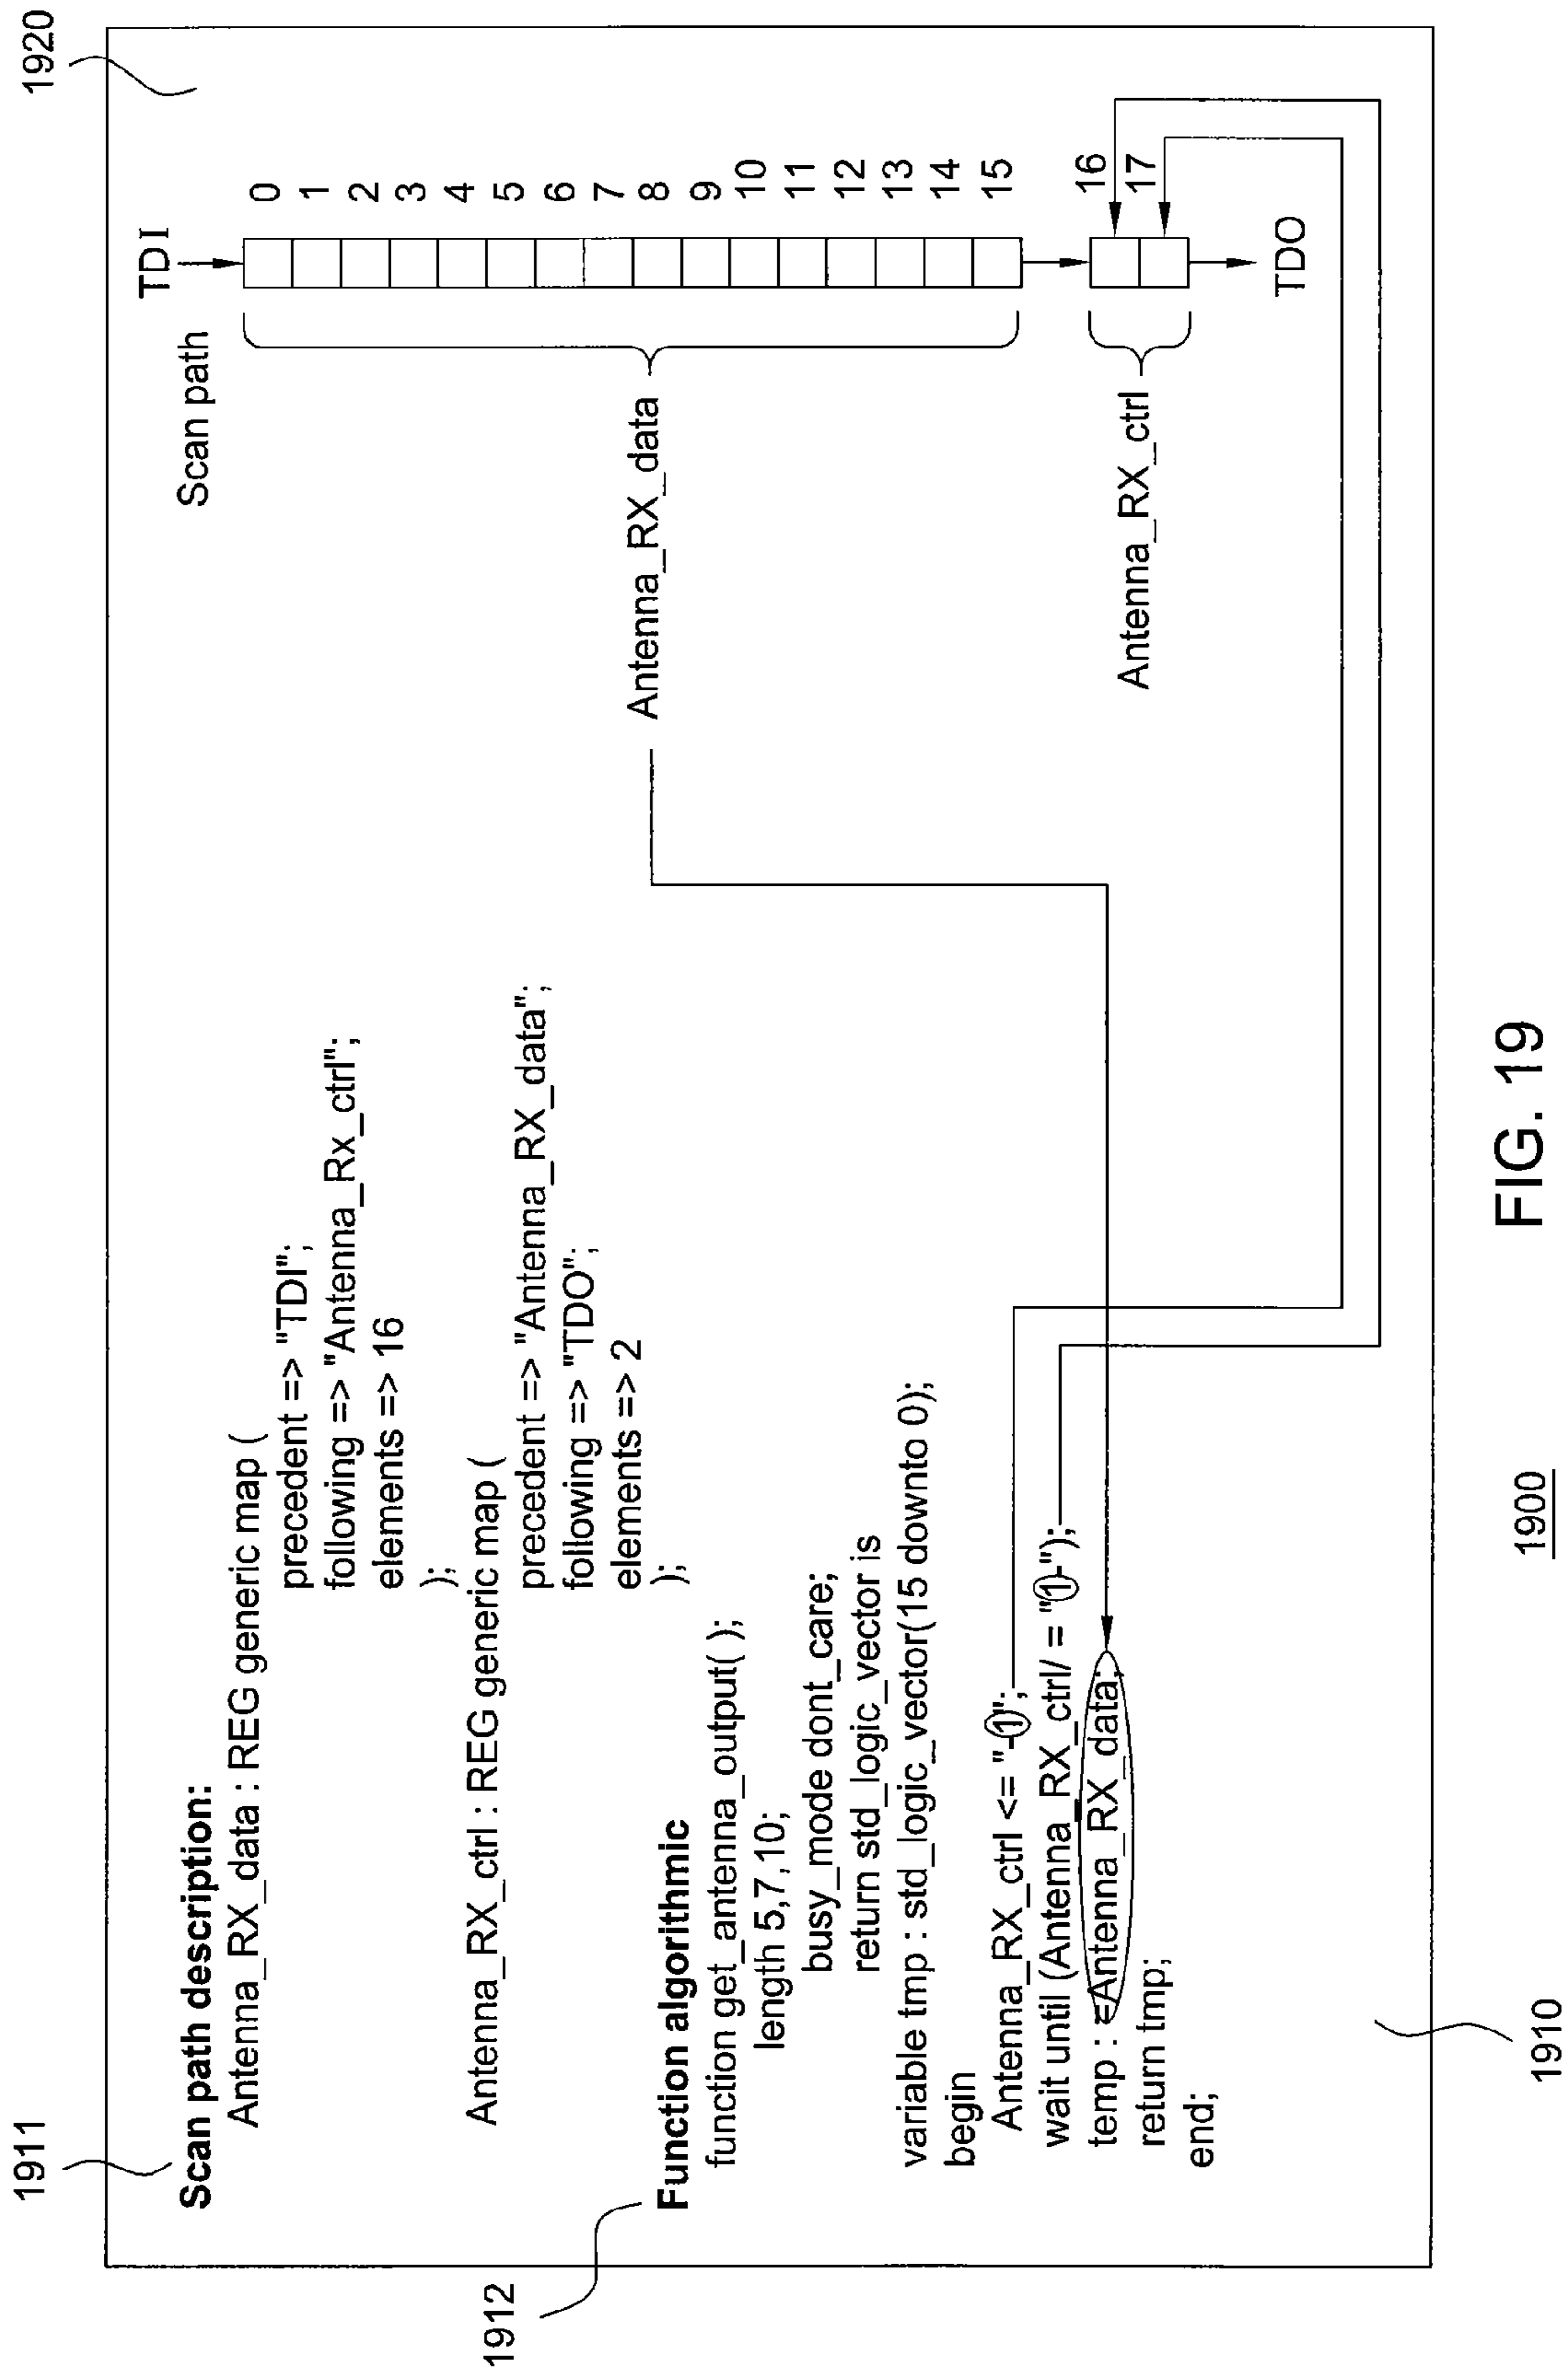 1911
1920
Scan path description:
Antenna_RX_data : REG generic map (
precedent => "TDI";
following => "Antenna_Rx_ctrl";
elements => 16
);
Antenna_RX_ctrl : REG generic map (
precedent => "Antenna_RX_data";
following => "TDO";
elements => 2
);
1912
Function algorithmic
function get_antenna_output( );
length 5,7,10;
busy_mode dont_care;
return std_logic_vector is
variable tmp : std_logic_vector(15 downto 0);
begin
Antenna_RX_ctrl <= "-1";
wait until (Antenna_RX_ctrl/ = "1-");
temp : =Antenna_RX_data;
return tmp;
end;
1910
Scan path
TDI
0
1
2
3
4
5
6
7
8
9
10
11
12
13
14
15
Antenna_RX_data
16
17
Antenna_RX_ctrl
TDO
1900
FIG. 19